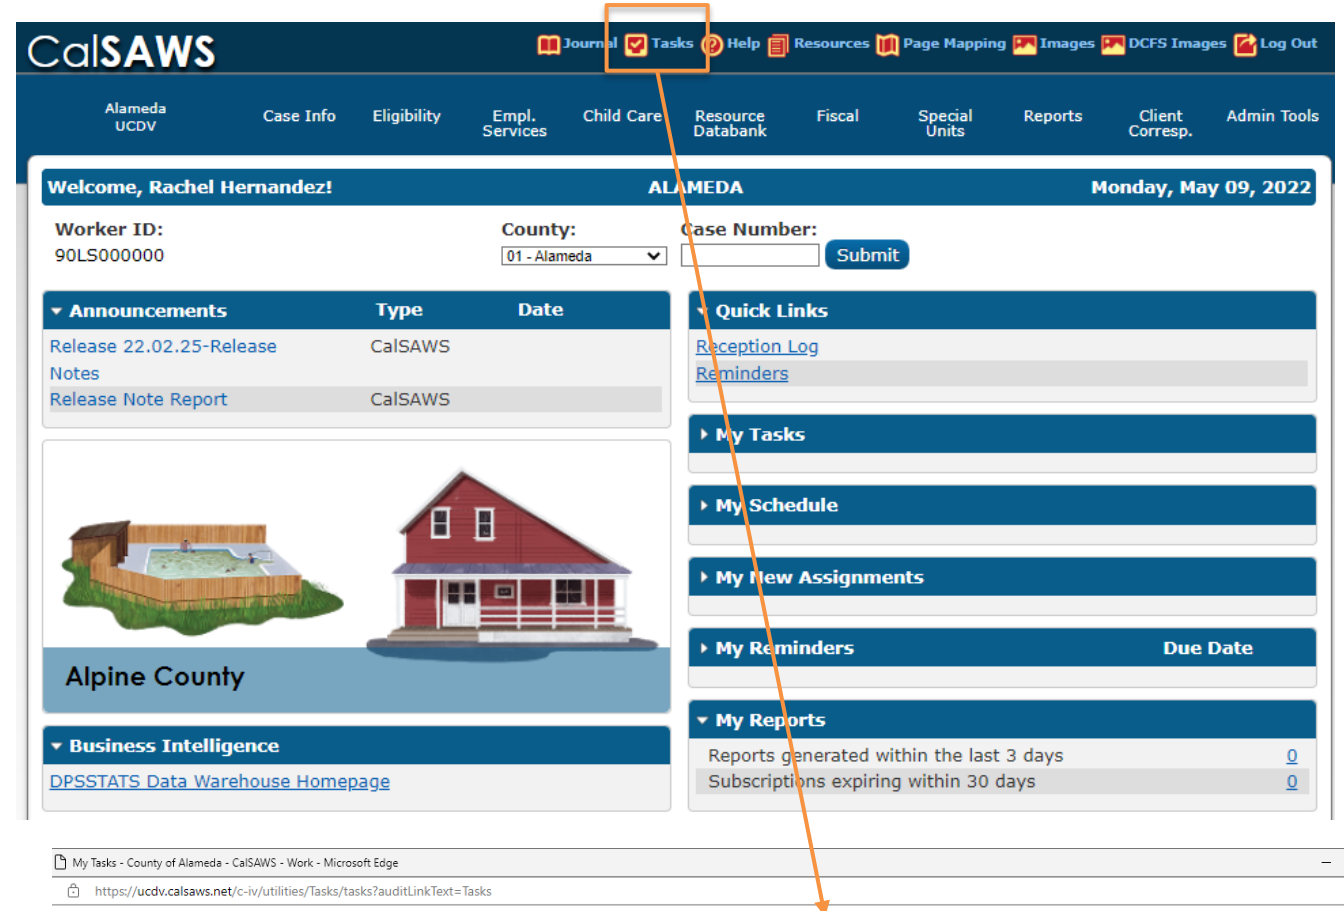 CalSAWS
Journal Tasks Help Resources Page Mapping Images DCFS Images Log Out
Alameda
UCDV
Case Info
Eligibility
Empl.
Services
Child Care
Resource
Databank
Fiscal
Special
Units
Reports
Client
Corresp.
Admin Tools
Welcome, Rachel Hernandez! ALAMEDA Monday, May 09, 2022
Worker ID:
90LS000000
County:
01 - Alameda
Case Number:
Submit
Announcements Type Date
Release 22.02.25-Release CalSAWS
Notes
Release Note Report CalSAWS
Alpine County
Business Intelligence
DPSSTATS Data Warehouse Homepage
Quick Links
Reception Log
Reminders
My Tasks
My Schedule
My New Assignments
My Reminders Due Date
My Reports
Reports generated within the last 3 days 0
Subscriptions expiring within 30 days 0
My Tasks - County of Alameda - CalSAWS - Work - Microsoft Edge
https://ucdv.calsaws.net/c-iv/utilities/Tasks/tasks?auditLinkText=Tasks